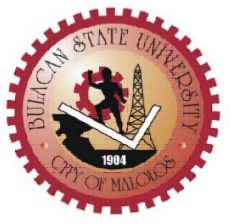 BULACAN STATE UNIVERSITY
1904
CITY OF MALOLOS